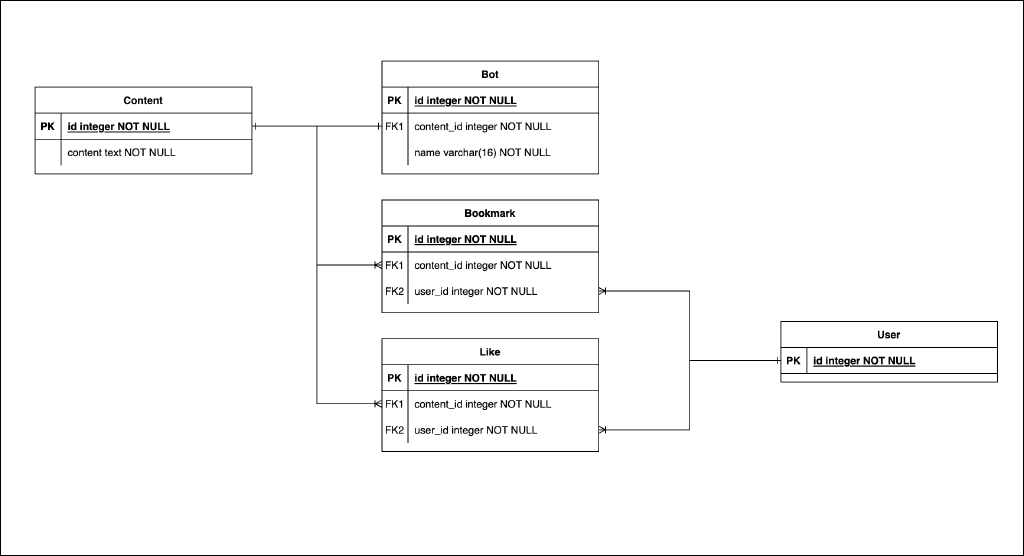 Content
PK id integer NOT NULL
content text NOT NULL
Bot
PK id integer NOT NULL
FK1 content_id integer NOT NULL
name varchar(16) NOT NULL
Bookmark
PK id integer NOT NULL
FK1 content_id integer NOT NULL
FK2 user_id integer NOT NULL
Like
PK id integer NOT NULL
FK1 content_id integer NOT NULL
FK2 user_id integer NOT NULL
User
PK id integer NOT NULL